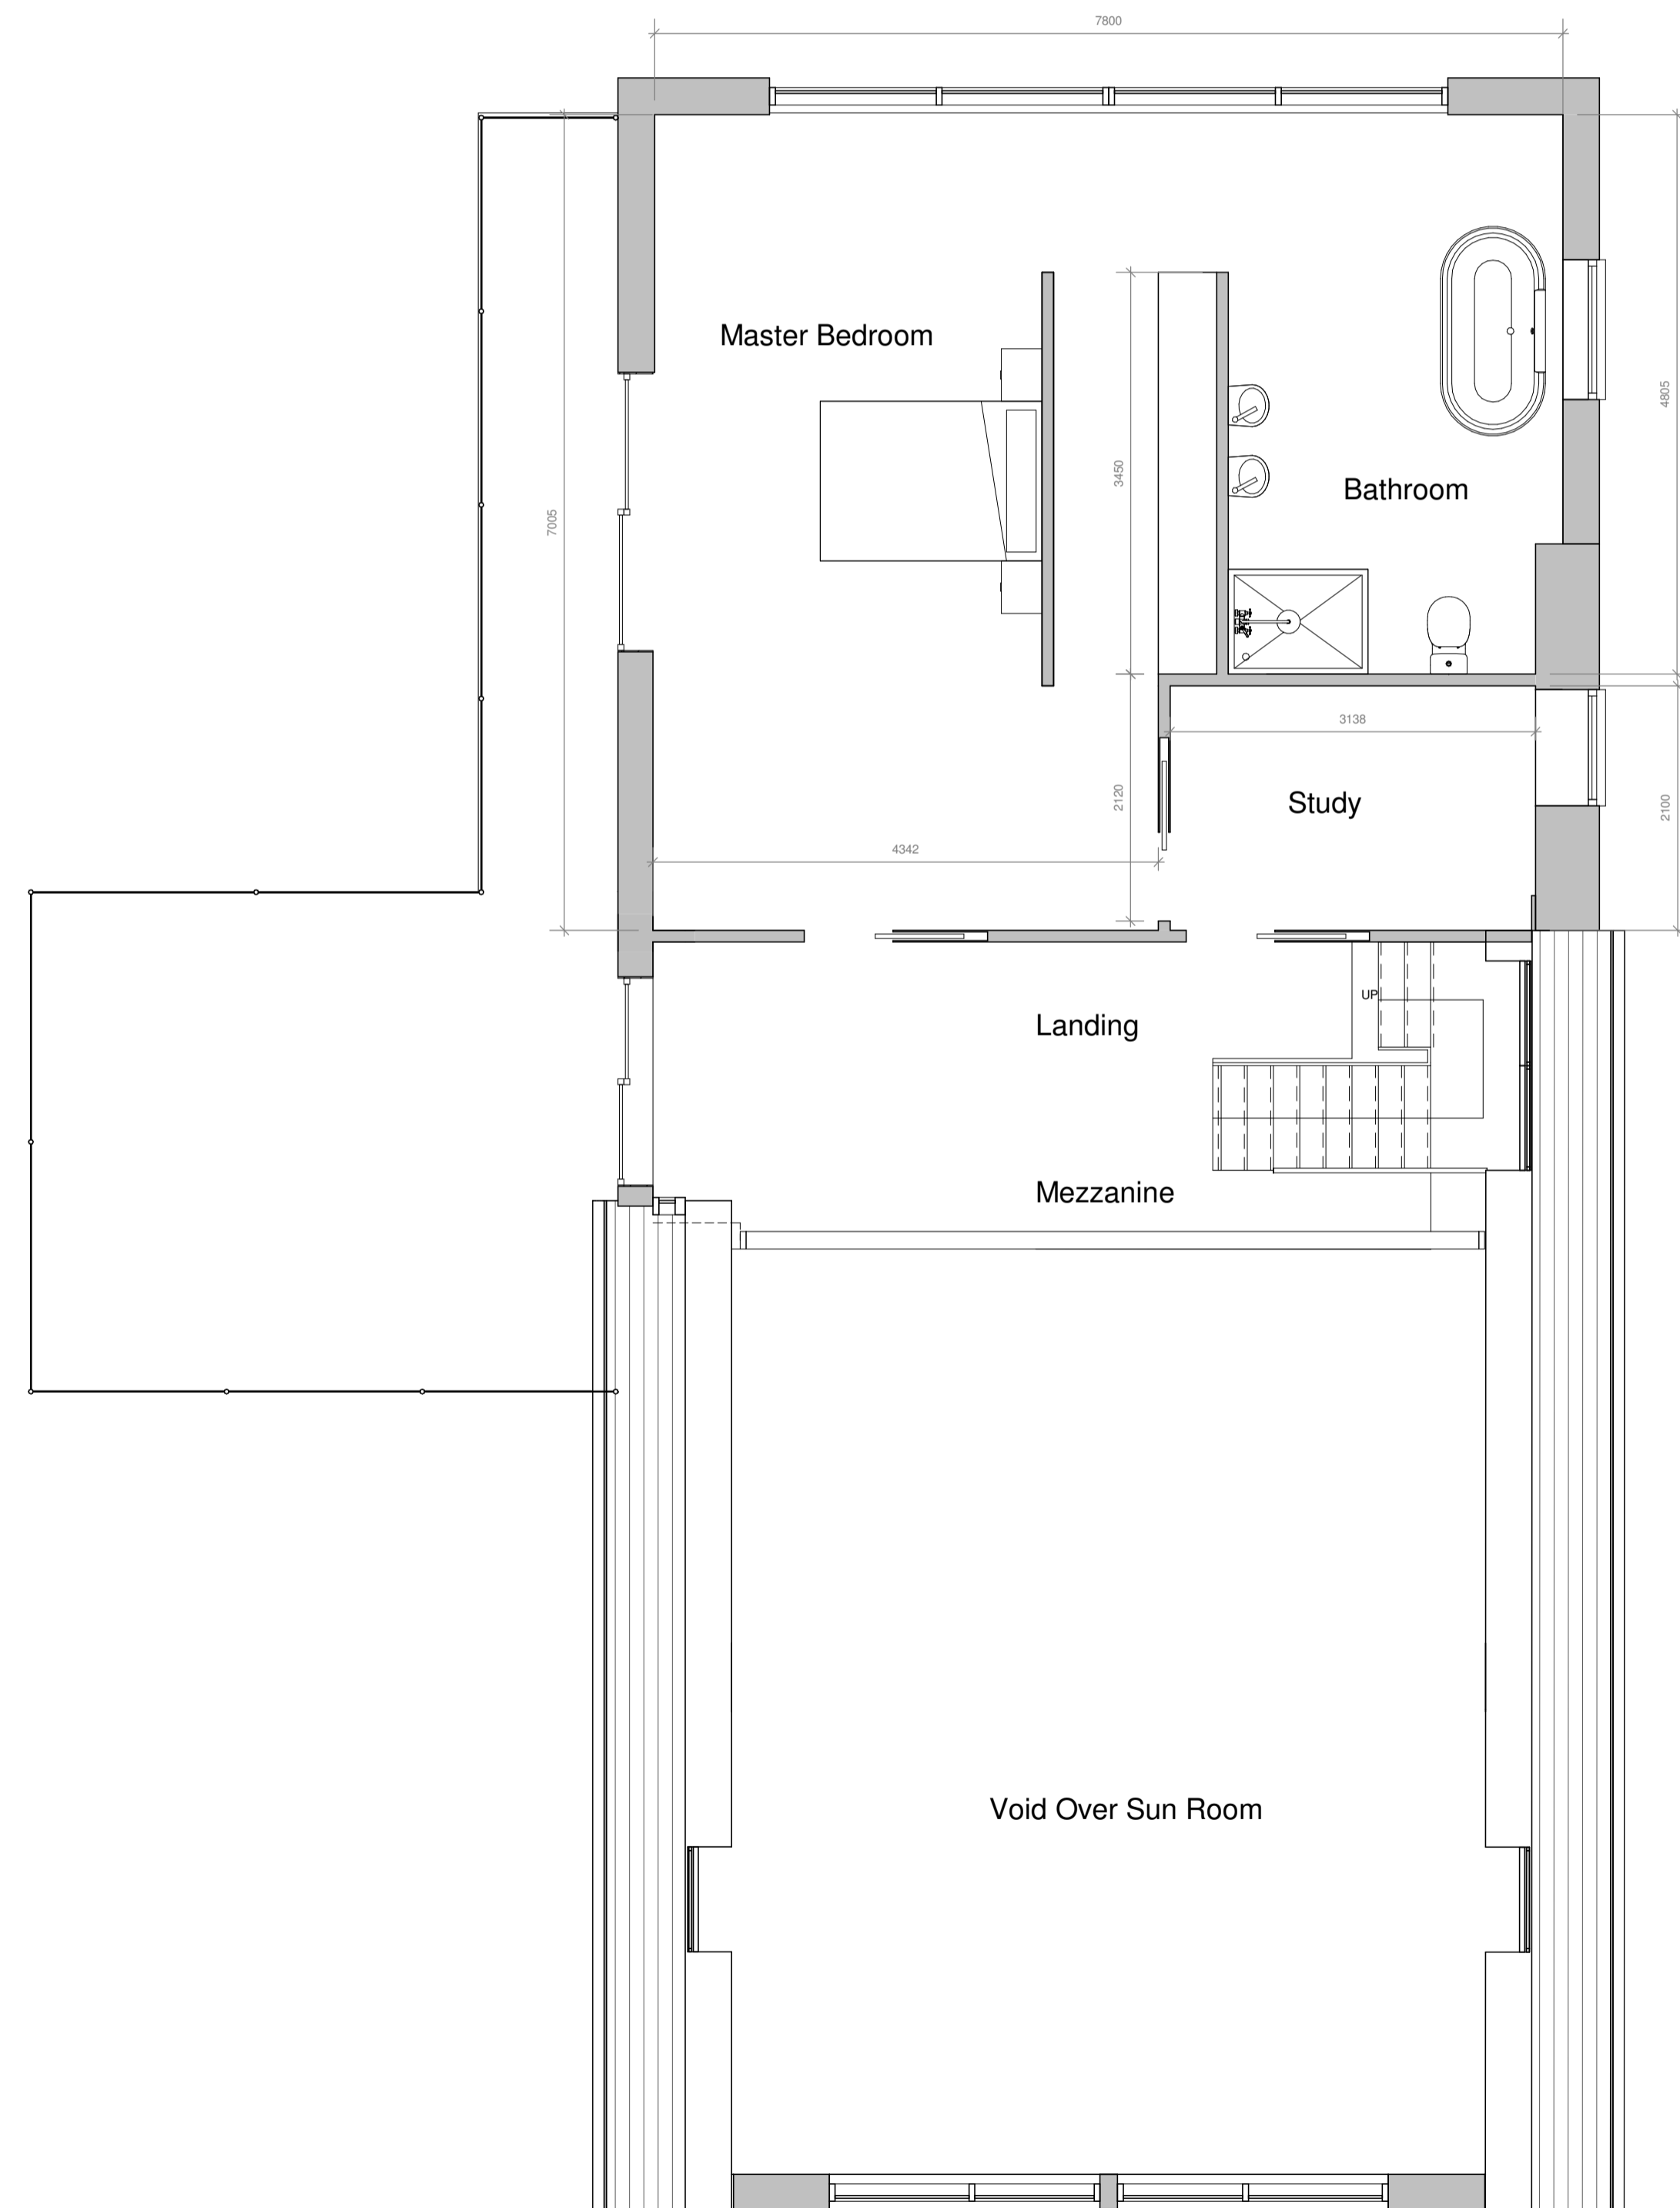 7800
Master Bedroom
4805
3450
Bathroom
7005
3138
Study
2120
2100
4342
UP
Landing
Mezzanine
Void Over Sun Room